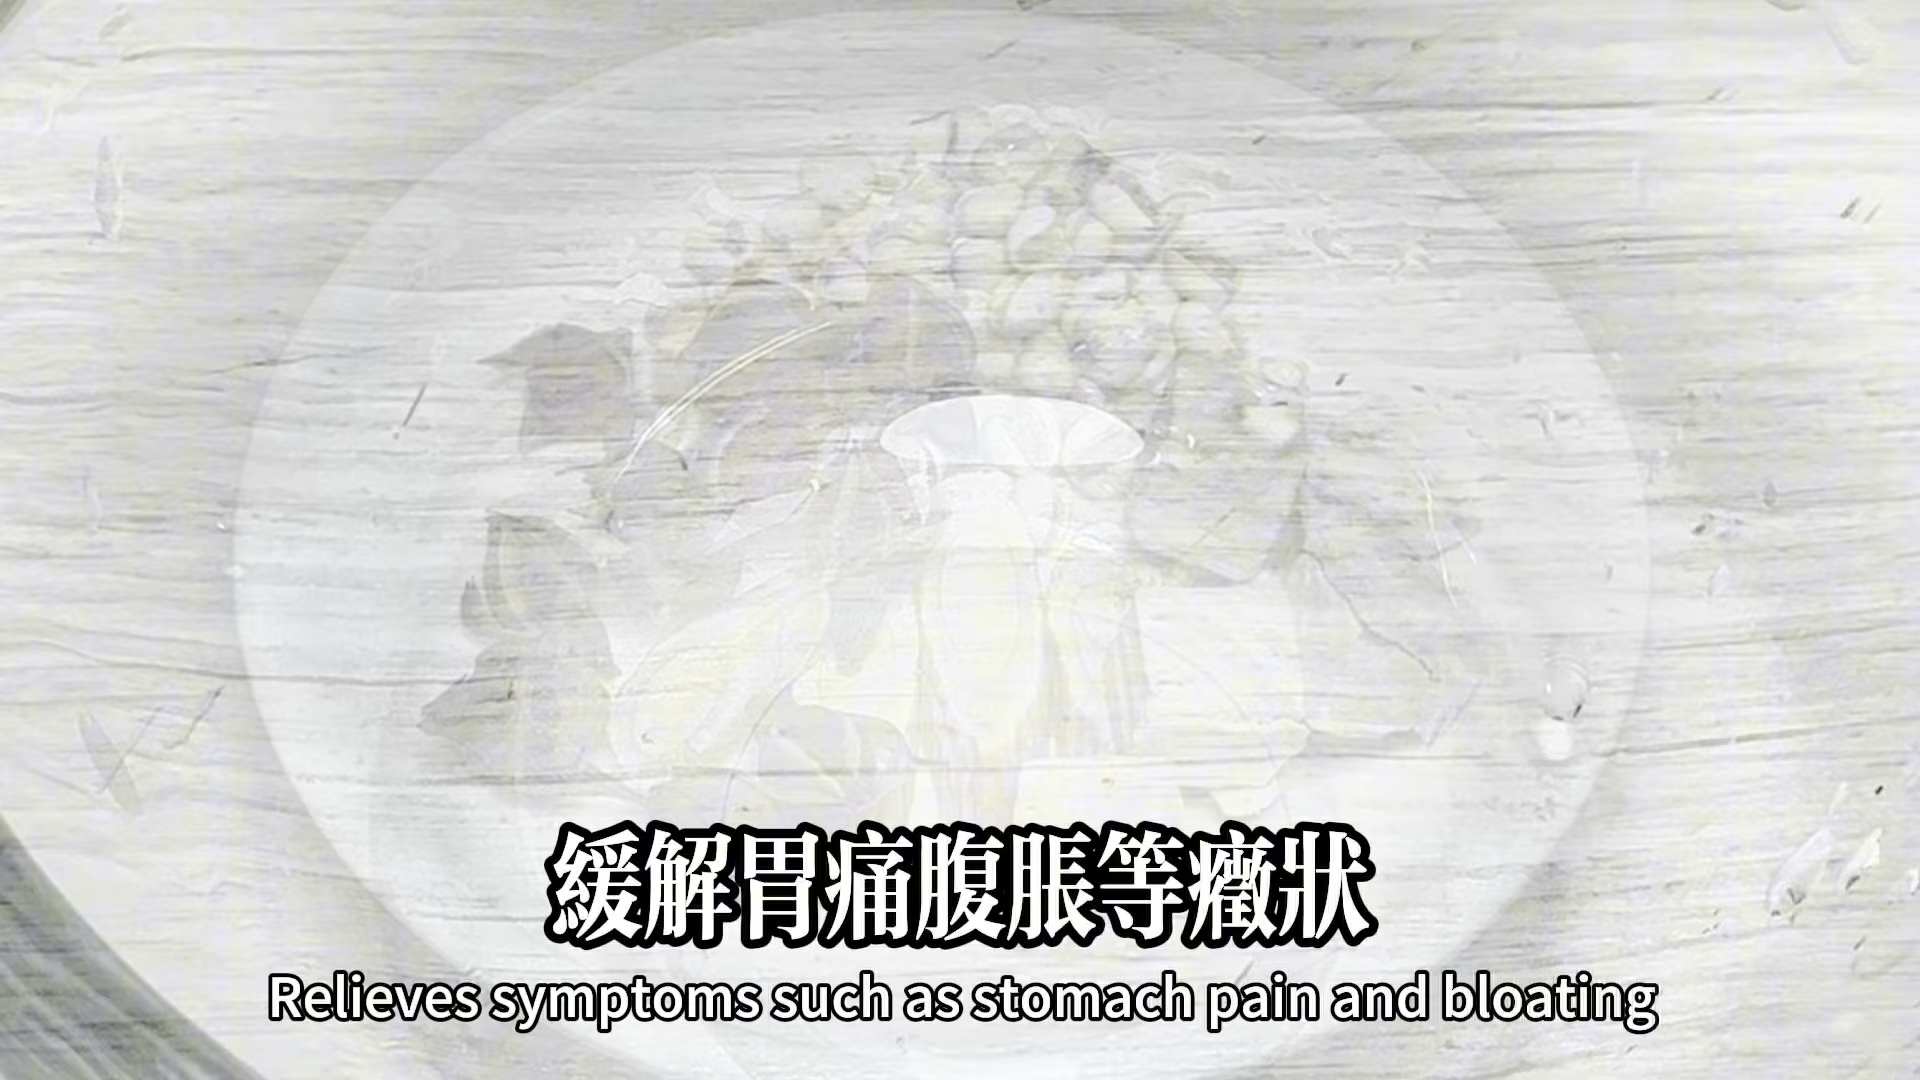 緩解胃痛腹脹等癥狀
Relieves symptoms such as stomach pain and bloating